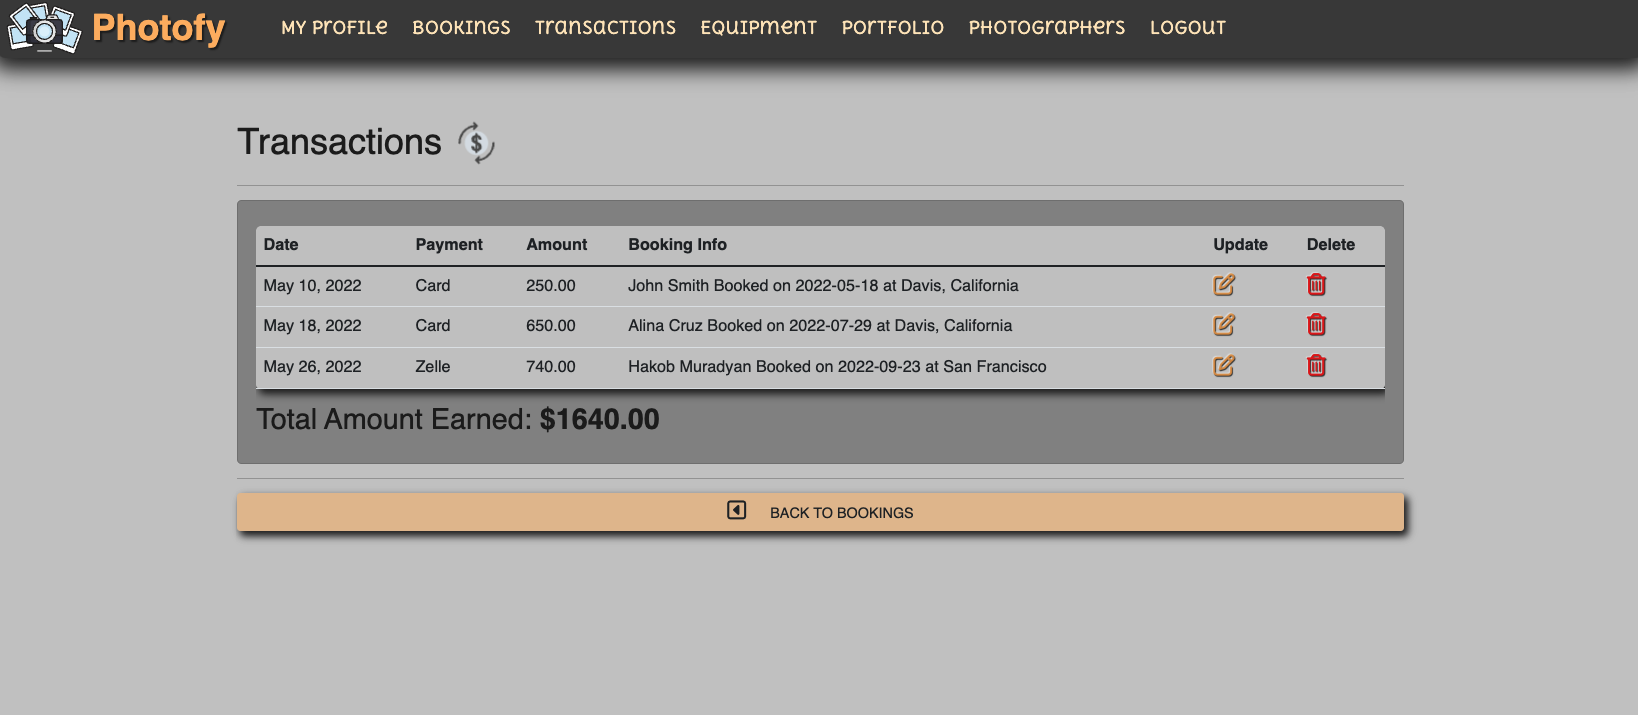 Photofy MY PROFILE BOOKINGS Transactions EQUIPMENT PORTFOLIO PHOTOGRAPHERS LOGOUT
Transactions $
Date Payment Amount Booking Info Update Delete
May 10, 2022 Card 250.00 John Smith Booked on 2022-05-18 at Davis, California
May 18, 2022 Card 650.00 Alina Cruz Booked on 2022-07-29 at Davis, California
May 26, 2022 Zelle 740.00 Hakob Muradyan Booked on 2022-09-23 at San Francisco
Total Amount Earned: $1640.00
BACK TO BOOKINGS